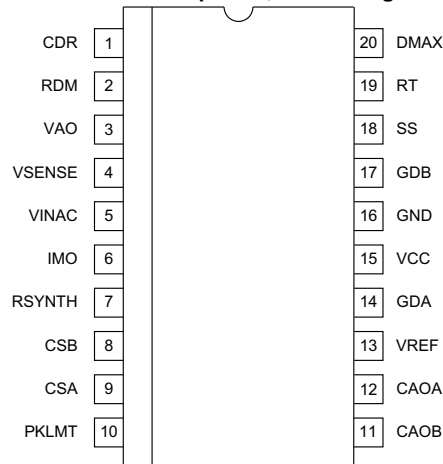 CDR 1 20 DMAX
RDM 2 19 RT
VAO 3 18 SS
VSENSE 4 17 GDB
VINAC 5 16 GND
IMO 6 15 VCC
RSYNTH 7 14 GDA
CSB 8 13 VREF
CSA 9 12 CAOA
PKLMT 10 11 CAOB